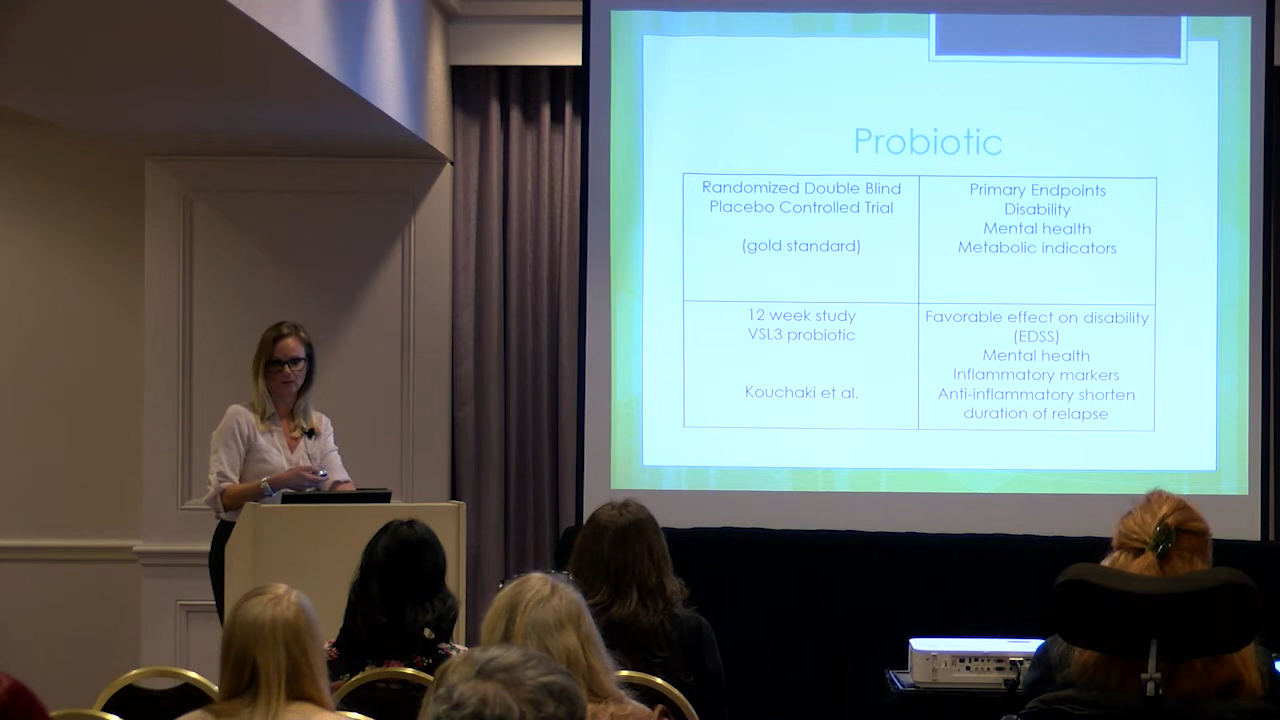 Probiotic
Randomized Double Blind
Placebo Controlled Trial
(gold standard)
Primary Endpoints
Disability
Mental health
Metabolic indicators
12 week study
VSL3 probiotic
Kouchaki et al.
Favorable effect on disability
(EDSS)
Mental health
Inflammatory markers
Anti-inflammatory shorten
duration of relapse